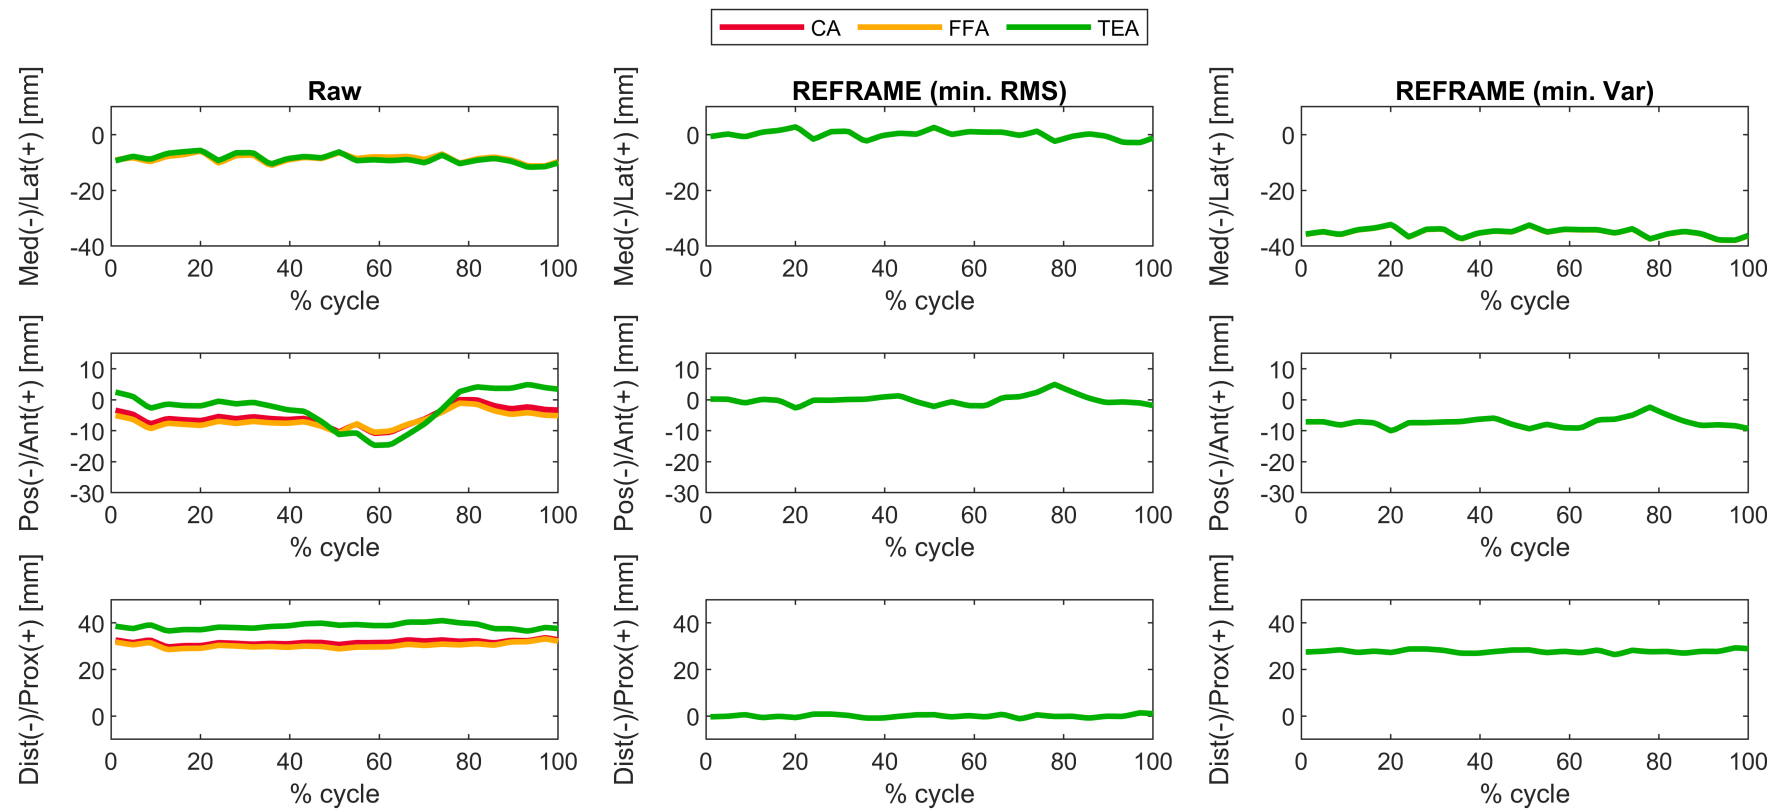 CA FFA TEA
Raw REFRAME (min. RMS) REFRAME (min. Var)
Med(-)/Lat(+) [mm]
0
-20
-40
0 20 40 60 80 100
% cycle
Med(-)/Lat(+) [mm]
0
-20
-40
0 20 40 60 80 100
% cycle
Med(-)/Lat(+) [mm]
0
-20
-40
0 20 40 60 80 100
% cycle
Pos(-)/Ant(+) [mm]
10
0
-10
-20
-30
0 20 40 60 80 100
% cycle
Pos(-)/Ant(+) [mm]
10
0
-10
-20
-30
0 20 40 60 80 100
% cycle
Pos(-)/Ant(+) [mm]
10
0
-10
-20
-30
0 20 40 60 80 100
% cycle
Dist(-)/Prox(+) [mm]
40
20
0
0 20 40 60 80 100
% cycle
Dist(-)/Prox(+) [mm]
40
20
0
0 20 40 60 80 100
% cycle
Dist(-)/Prox(+) [mm]
40
20
0
0 20 40 60 80 100
% cycle